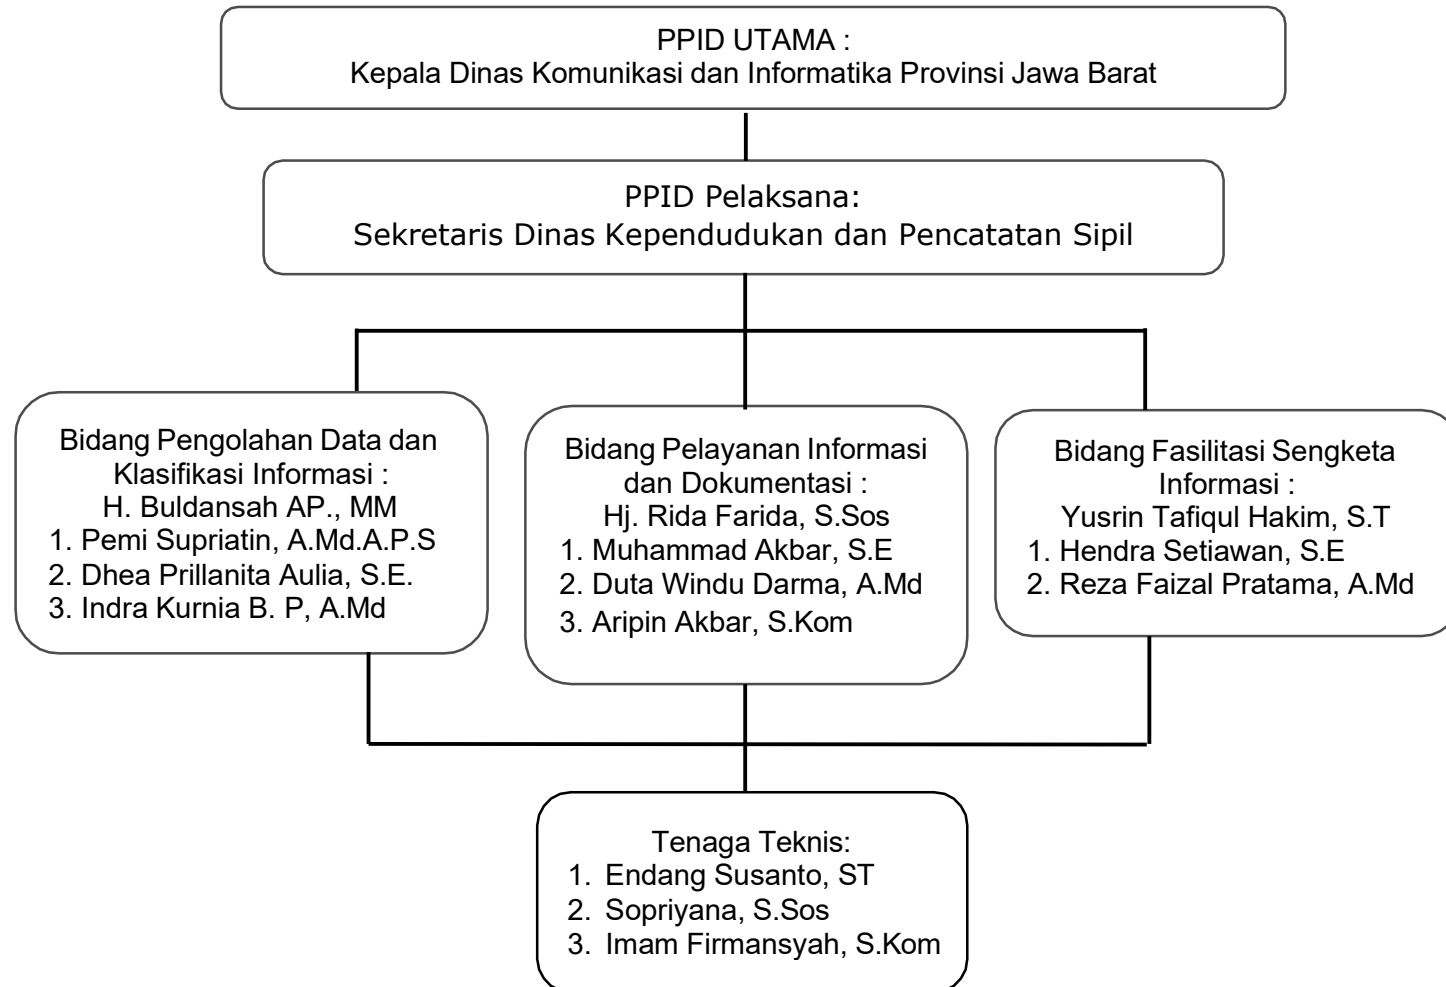 PPID UTAMA :
Kepala Dinas Komunikasi dan Informatika Provinsi Jawa Barat
PPID Pelaksana:
Sekretaris Dinas Kependudukan dan Pencatatan Sipil
Bidang Pengolahan Data dan
Klasifikasi Informasi :
H. Buldansah AP., MM
1. Pemi Supriatin, A.Md.A.P.S
2. Dhea Prillanita Aulia, S.E.
3. Indra Kurnia B. P, A.Md
Bidang Pelayanan Informasi
dan Dokumentasi :
Hj. Rida Farida, S.Sos
1. Muhammad Akbar, S.E
2. Duta Windu Darma, A.Md
3. Aripin Akbar, S.Kom
Bidang Fasilitasi Sengketa
Informasi :
Yusrin Tafiqul Hakim, S.T
1. Hendra Setiawan, S.E
2. Reza Faizal Pratama, A.Md
Tenaga Teknis:
1. Endang Susanto, ST
2. Sopriyana, S.Sos
3. Imam Firmansyah, S.Kom